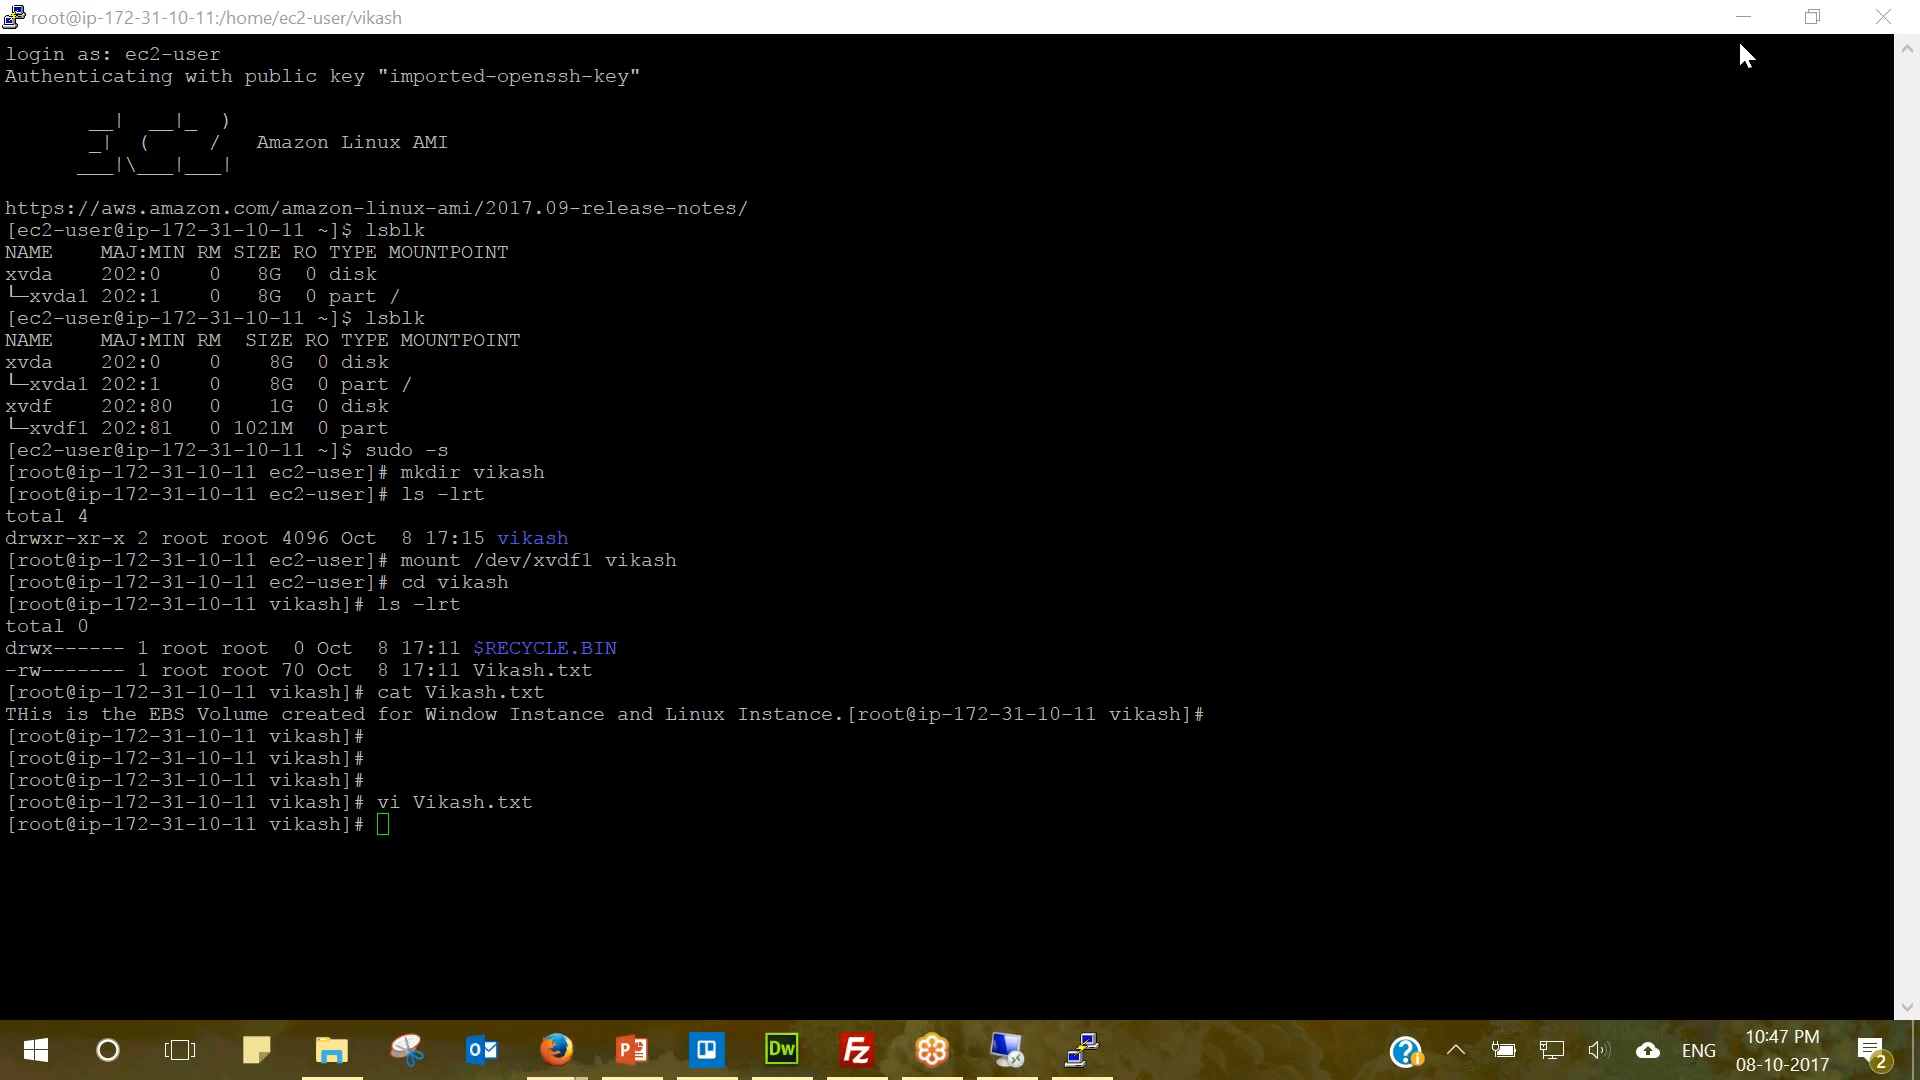 root@ip-172-31-10-11:/home/ec2-user/vikash
login as: ec2-user
Authenticating with public key "imported-openssh-key"
       __|  __|_  )
       _|  (     /   Amazon Linux AMI
      ___|\___|___|
https://aws.amazon.com/amazon-linux-ami/2017.09-release-notes/
[ec2-user@ip-172-31-10-11 ~]$ lsblk
NAME    MAJ:MIN RM SIZE RO TYPE MOUNTPOINT
xvda    202:0    0   8G  0 disk
└─xvda1 202:1    0   8G  0 part /
[ec2-user@ip-172-31-10-11 ~]$ lsblk
NAME    MAJ:MIN RM  SIZE RO TYPE MOUNTPOINT
xvda    202:0    0    8G  0 disk
└─xvda1 202:1    0    8G  0 part /
xvdf    202:80   0    1G  0 disk
└─xvdf1 202:81   0 1021M  0 part
[ec2-user@ip-172-31-10-11 ~]$ sudo -s
[root@ip-172-31-10-11 ec2-user]# mkdir vikash
[root@ip-172-31-10-11 ec2-user]# ls -lrt
total 4
drwxr-xr-x 2 root root 4096 Oct  8 17:15 vikash
[root@ip-172-31-10-11 ec2-user]# mount /dev/xvdf1 vikash
[root@ip-172-31-10-11 ec2-user]# cd vikash
[root@ip-172-31-10-11 vikash]# ls -lrt
total 0
drwx------ 1 root root  0 Oct  8 17:11 $RECYCLE.BIN
-rw------- 1 root root 70 Oct  8 17:11 Vikash.txt
[root@ip-172-31-10-11 vikash]# cat Vikash.txt
THis is the EBS Volume created for Window Instance and Linux Instance.[root@ip-172-31-10-11 vikash]#
[root@ip-172-31-10-11 vikash]#
[root@ip-172-31-10-11 vikash]#
[root@ip-172-31-10-11 vikash]#
[root@ip-172-31-10-11 vikash]# vi Vikash.txt
[root@ip-172-31-10-11 vikash]#
Dw
ENG
10:47 PM
08-10-2017
2